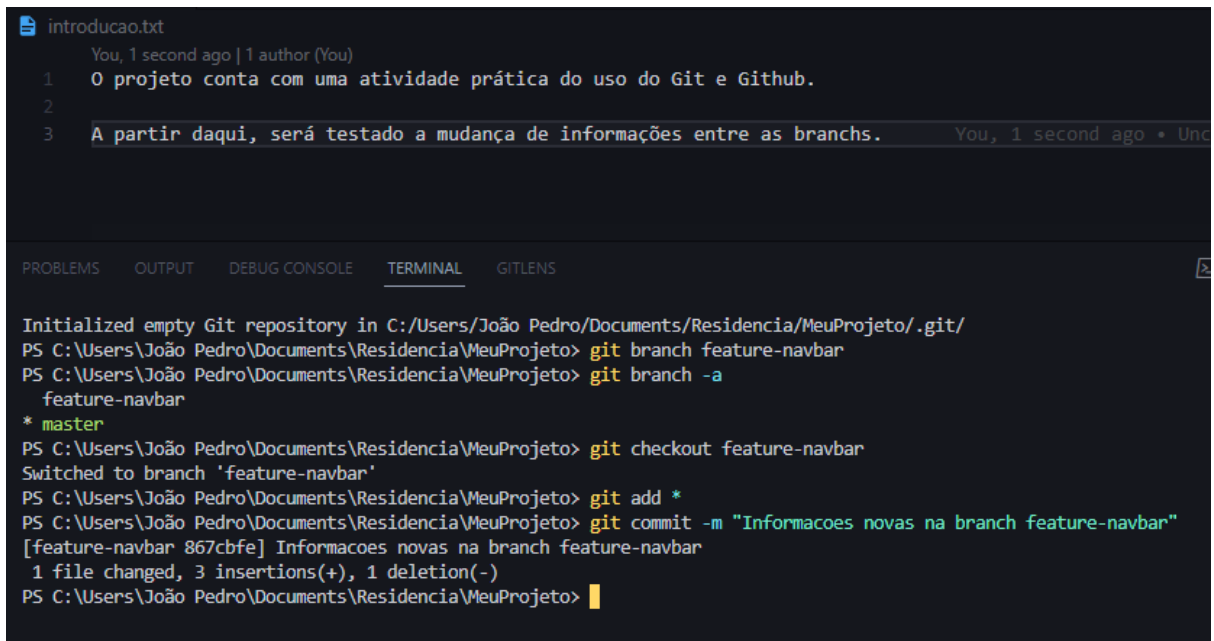 introducao.txt
You, 1 second ago | 1 author (You)
1 O projeto conta com uma atividade prática do uso do Git e Github.
2
3 A partir daqui, será testado a mudança de informações entre as branchs. You, 1 second ago • Unc
PROBLEMS OUTPUT DEBUG CONSOLE TERMINAL GITLENS
Initialized empty Git repository in C:/Users/João Pedro/Documents/Residencia/MeuProjeto/.git/
PS C:\Users\João Pedro\Documents\Residencia\MeuProjeto> git branch feature-navbar
PS C:\Users\João Pedro\Documents\Residencia\MeuProjeto> git branch -a
feature-navbar
* master
PS C:\Users\João Pedro\Documents\Residencia\MeuProjeto> git checkout feature-navbar
Switched to branch 'feature-navbar'
PS C:\Users\João Pedro\Documents\Residencia\MeuProjeto> git add *
PS C:\Users\João Pedro\Documents\Residencia\MeuProjeto> git commit -m "Informacoes novas na branch feature-navbar"
[feature-navbar 867cbfe] Informacoes novas na branch feature-navbar
1 file changed, 3 insertions(+), 1 deletion(-)
PS C:\Users\João Pedro\Documents\Residencia\MeuProjeto>